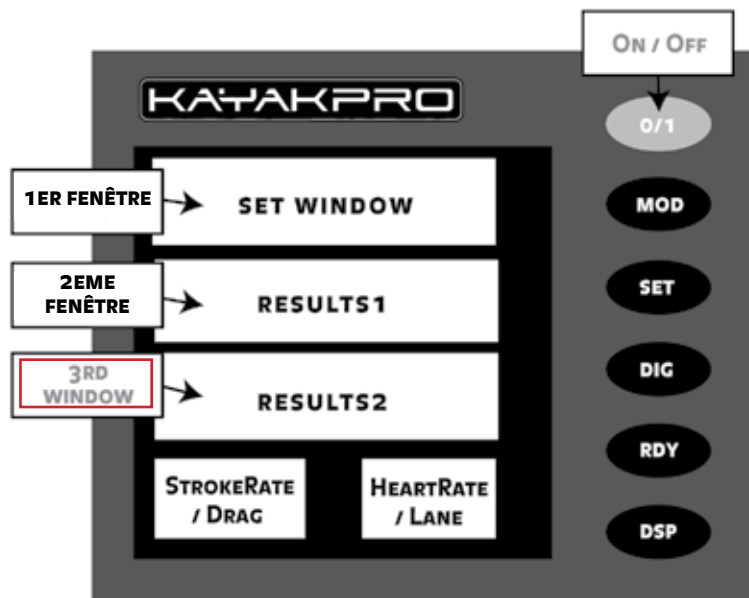 ON / OFF
KAYAKPRO
0/1
1ER FENÊTRE
SET WINDOW
MOD
2EME
FENÊTRE
RESULTS1
SET
3RD
WINDOW
RESULTS2
DIG
RDY
STROKERATE
/ DRAG
HEARTRATE
/ LANE
DSP